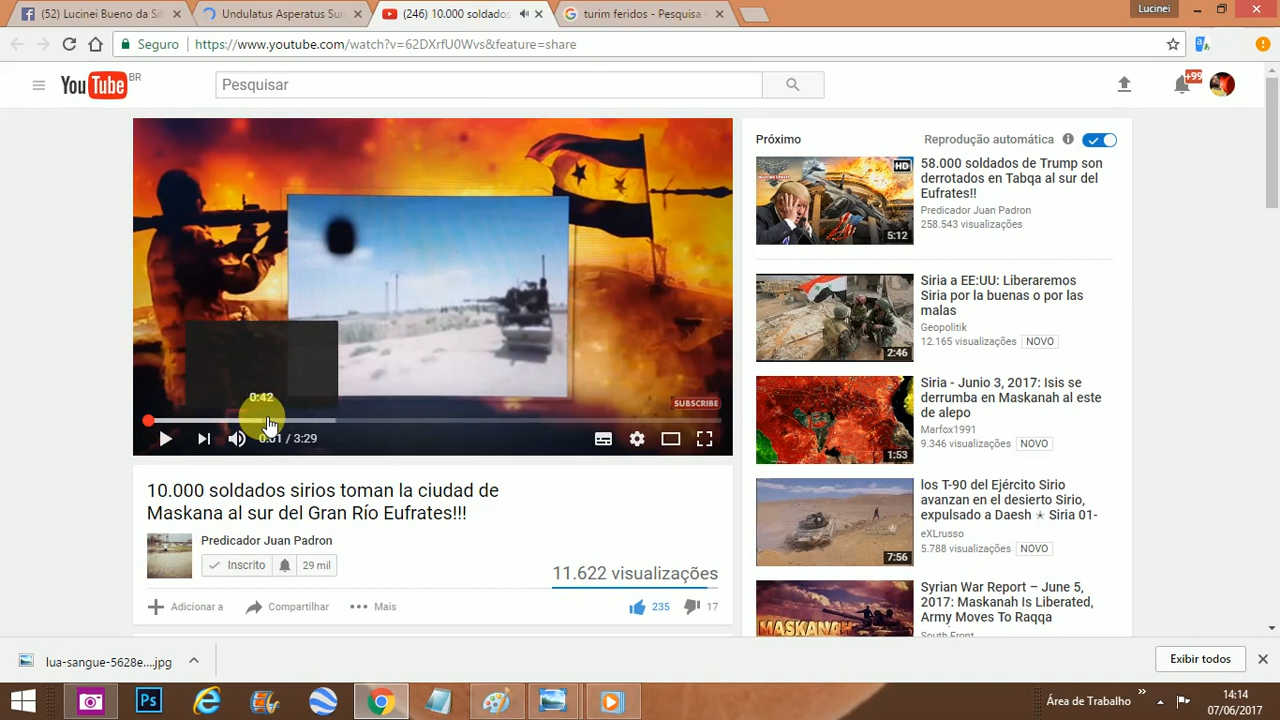 (52) Lucinei Bueno da Sil
Undulatus Asperatus Sun
(246) 10.000 soldados
turim feridos - Pesquisa
Lucinei
Seguro
https://www.youtube.com/watch?v=62DXrfU0Wvs&feature=share
YouTube BR
Pesquisar
+99
0:42
SUBSCRIBE
/ 3:29
10.000 soldados sirios toman la ciudad de
Maskana al sur del Gran Río Eufrates!!!
Predicador Juan Padron
Inscrito 29 mil
11.622 visualizações
Adicionar a Compartilhar Mais 235 17
Próximo
Reprodução automática
HD
5:12
58.000 soldados de Trump son
derrotados en Tabqa al sur del
Eufrates!!
Predicador Juan Padron
258.543 visualizações
2:46
Siria a EE:UU: Liberaremos
Siria por la buenas o por las
malas
Geopolitik
12.165 visualizações NOVO
1:53
Siria - Junio 3, 2017: Isis se
derrumba en Maskanah al este
de alepo
Marfox1991
9.346 visualizações NOVO
7:56
los T-90 del Ejército Sirio
avanzan en el desierto Sirio,
expulsado a Daesh ✭ Siria 01-
eXLrusso
5.788 visualizações NOVO
MASKANAH
Syrian War Report – June 5,
2017: Maskanah Is Liberated,
Army Moves To Raqqa
South Front
lua-sangue-5628e....jpg
Exibir todos
Ps
Área de Trabalho
14:14
07/06/2017